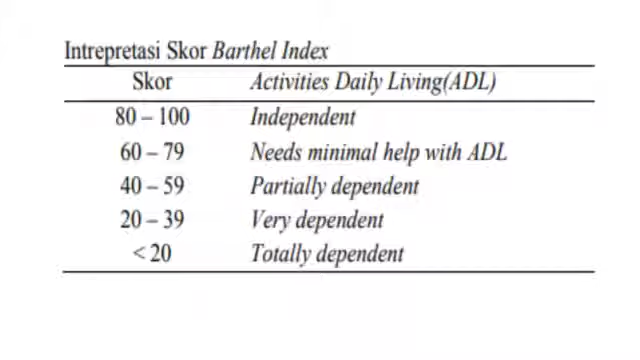 Intrepretasi Skor Barthel Index
Skor Activities Daily Living(ADL)
80 – 100 Independent
60 – 79 Needs minimal help with ADL
40 – 59 Partially dependent
20 – 39 Very dependent
< 20 Totally dependent